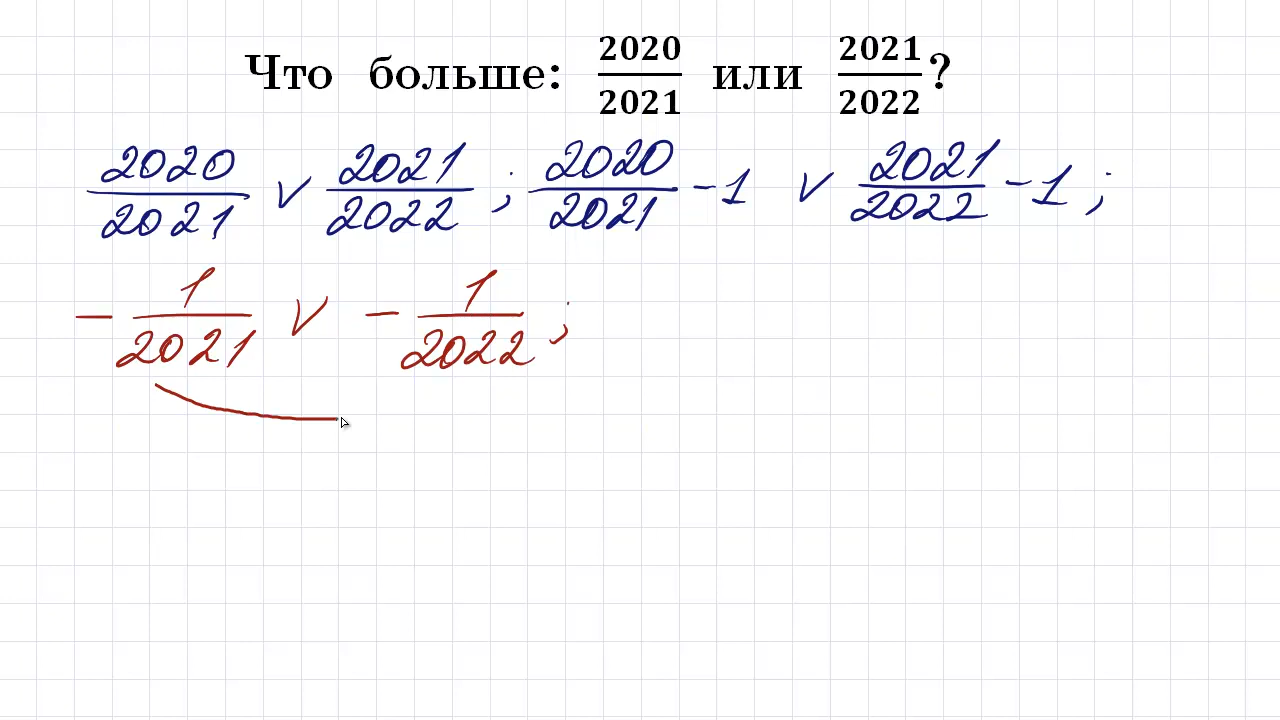 Что больше: 2020/2021 или 2021/2022?
2020/2021 ∨ 2021/2022 ; 2020/2021 - 1 ∨ 2021/2022 - 1 ;
- 1/2021 ∨ - 1/2022 ;